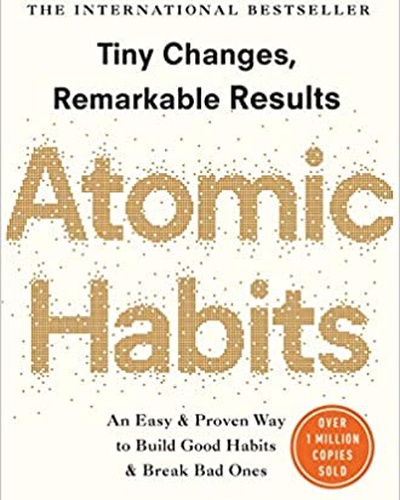 THE INTERNATIONAL BESTSELLER
Tiny Changes,
Remarkable Results
Atomic
Habits
An Easy & Proven Way
to Build Good Habits
& Break Bad Ones
OVER
1 MILLION
COPIES
SOLD